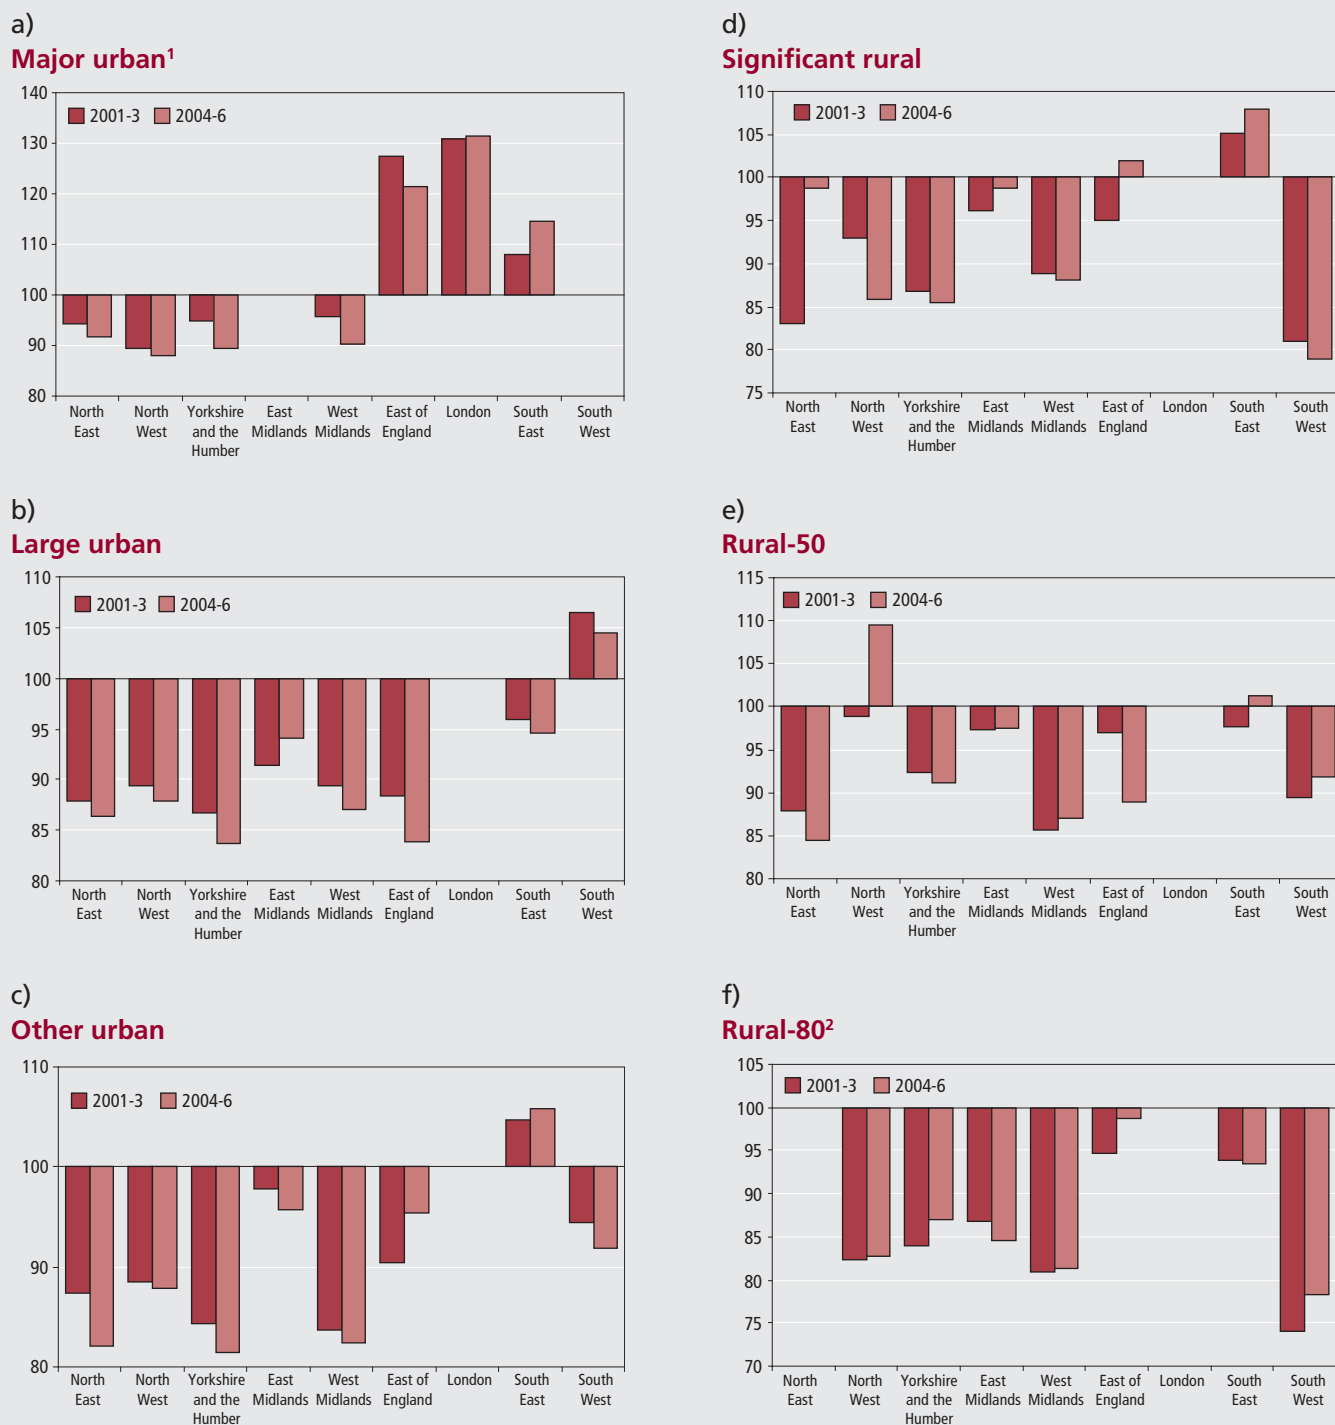 a)
Major urban¹
2001-3 2004-6
140
130
120
110
100
90
80
North East
North West
Yorkshire and the Humber
East Midlands
West Midlands
East of England
London
South East
South West
b)
Large urban
2001-3 2004-6
110
105
100
95
90
85
80
North East
North West
Yorkshire and the Humber
East Midlands
West Midlands
East of England
London
South East
South West
c)
Other urban
2001-3 2004-6
110
100
90
80
North East
North West
Yorkshire and the Humber
East Midlands
West Midlands
East of England
London
South East
South West
d)
Significant rural
2001-3 2004-6
110
105
100
95
90
85
80
75
North East
North West
Yorkshire and the Humber
East Midlands
West Midlands
East of England
London
South East
South West
e)
Rural-50
2001-3 2004-6
115
110
105
100
95
90
85
80
North East
North West
Yorkshire and the Humber
East Midlands
West Midlands
East of England
London
South East
South West
f)
Rural-80²
2001-3 2004-6
105
100
95
90
85
80
75
70
North East
North West
Yorkshire and the Humber
East Midlands
West Midlands
East of England
London
South East
South West